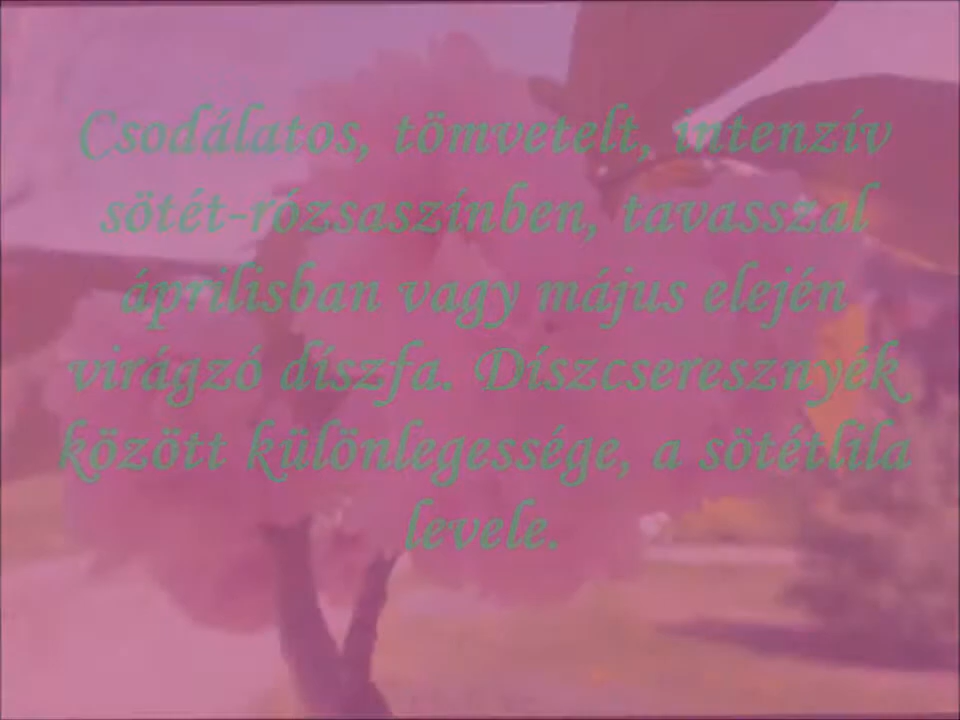 Csodálatos, tömvetelt, intenzív
sötét-rózsaszínben, tavasszal
áprilisban vagy május elején
virágzó díszfa. Díszcseresznyék
között különlegessége, a sötétlila
levele.